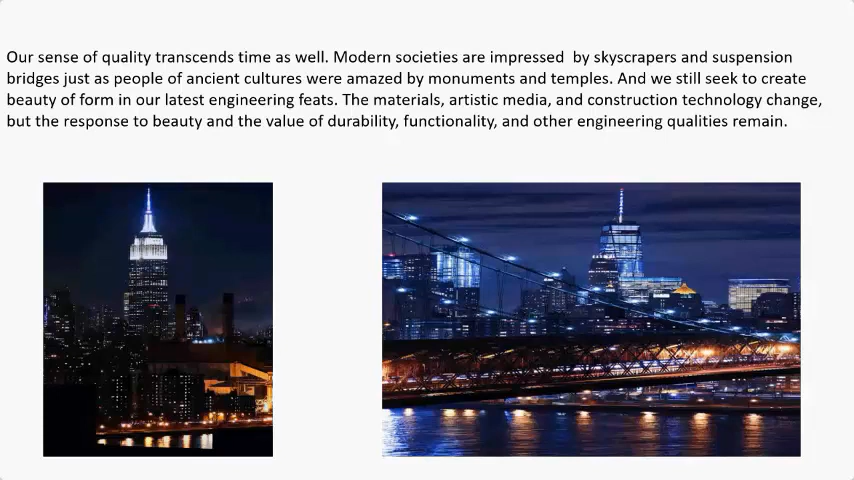 Our sense of quality transcends time as well. Modern societies are impressed  by skyscrapers and suspension
bridges just as people of ancient cultures were amazed by monuments and temples. And we still seek to create
beauty of form in our latest engineering feats. The materials, artistic media, and construction technology change,
but the response to beauty and the value of durability, functionality, and other engineering qualities remain.